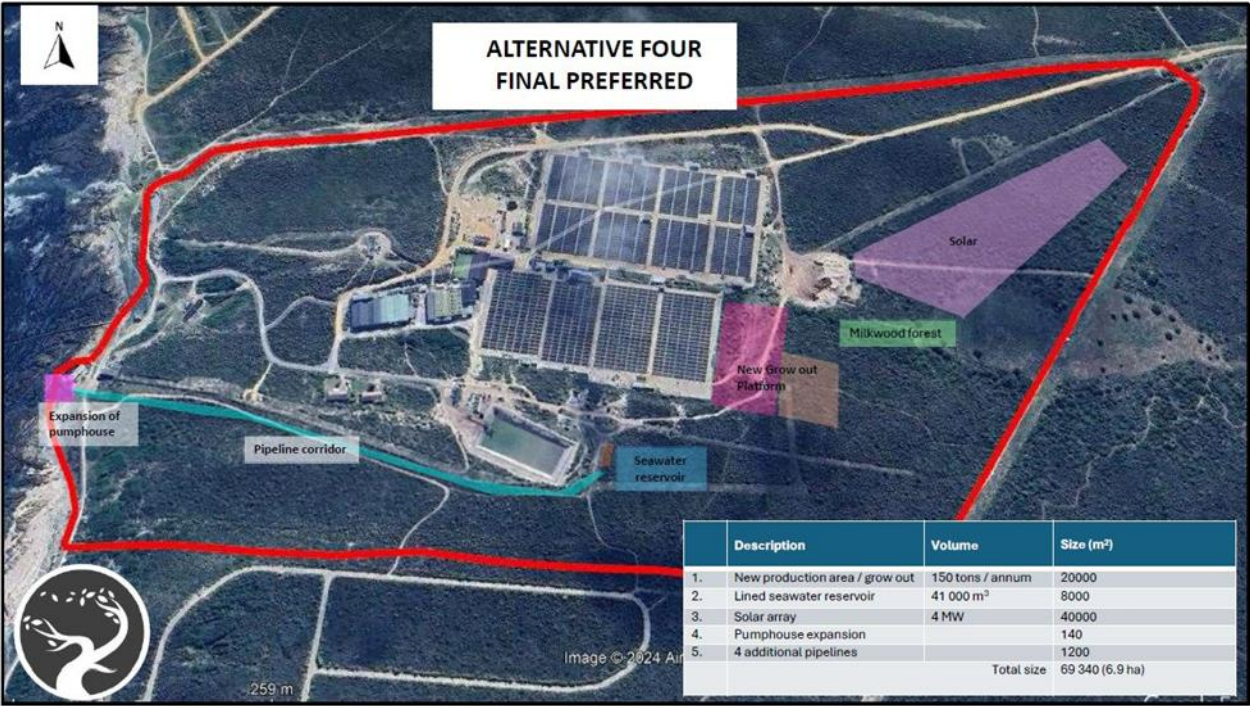 N
ALTERNATIVE FOUR
FINAL PREFERRED
Solar
Milkwood forest
New Grow out
Platform
Expansion of
pumphouse
Pipeline corridor
Seawater
reservoir
Description Volume Size (m²)
1. New production area / grow out 150 tons / annum 20000
2. Lined seawater reservoir 41 000 m³ 8000
3. Solar array 4 MW 40000
4. Pumphouse expansion 140
5. 4 additional pipelines 1200
Total size 69 340 (6.9 ha)
Image © 2024 Air
259 m